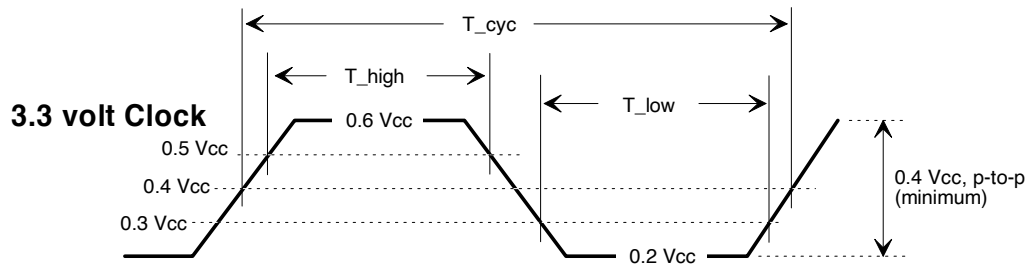 T_cyc
T_high
T_low
3.3 volt Clock
0.6 Vcc
0.5 Vcc
0.4 Vcc
0.3 Vcc
0.2 Vcc
0.4 Vcc, p-to-p
(minimum)